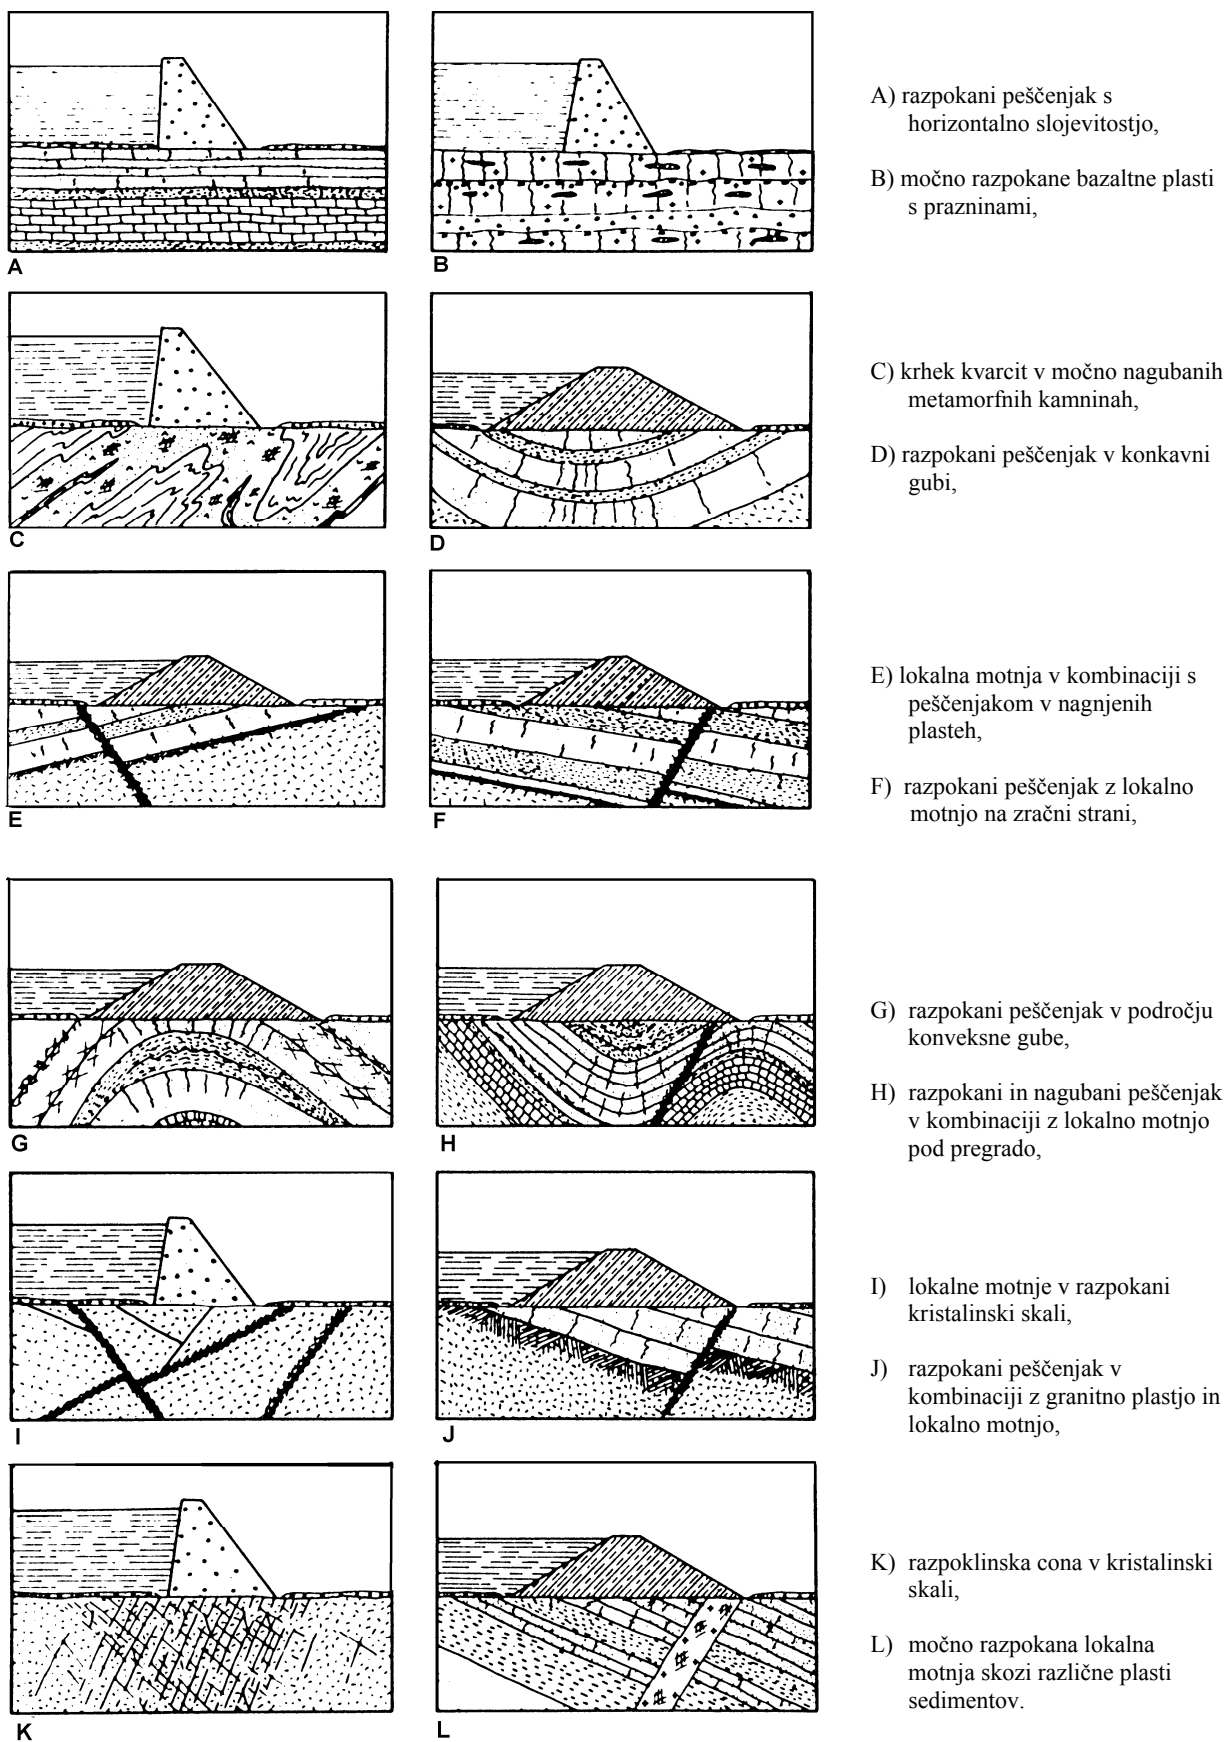 A
B
A) razpokani peščenjak s
horizontalno slojevitostjo,
B) močno razpokane bazaltne plasti
s prazninami,
C
D
C) krhek kvarcit v močno nagubanih
metamorfnih kamninah,
D) razpokani peščenjak v konkavni
gubi,
E
F
E) lokalna motnja v kombinaciji s
peščenjakom v nagnjenih
plasteh,
F) razpokani peščenjak z lokalno
motnjo na zračni strani,
G
H
G) razpokani peščenjak v področju
konveksne gube,
H) razpokani in nagubani peščenjak
v kombinaciji z lokalno motnjo
pod pregrado,
I
J
I) lokalne motnje v razpokani
kristalinski skali,
J) razpokani peščenjak v
kombinaciji z granitno plastjo in
lokalno motnjo,
K
L
K) razpoklinska cona v kristalinski
skali,
L) močno razpokana lokalna
motnja skozi različne plasti
sedimentov.